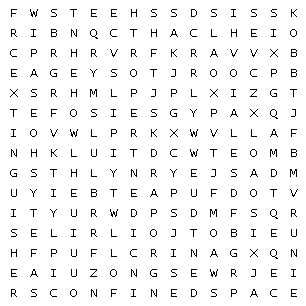 F W S T E E H S S D S I S S K
R I B N Q C T H A C L H E I O
C P R H R V R F K R A V V X B
E A G E Y S O T J R O O C P B
X S R H M L P J P L X I Z G T
T E F O S I E S G Y P A X Q J
I O V W L P R K X W V L L A F
N H K L U I T D C W T E O M B
G S T H L Y N R Y E J S A D M
U Y I E B T E A P U F D O T V
I T Y U R W D P S D M F S Q R
S E L I R L I O J T O B I E U
H F P U F L C R I N A G X Q N
E A I U Z O N G S E W R J E I
R S C O N F I N E D S P A C E